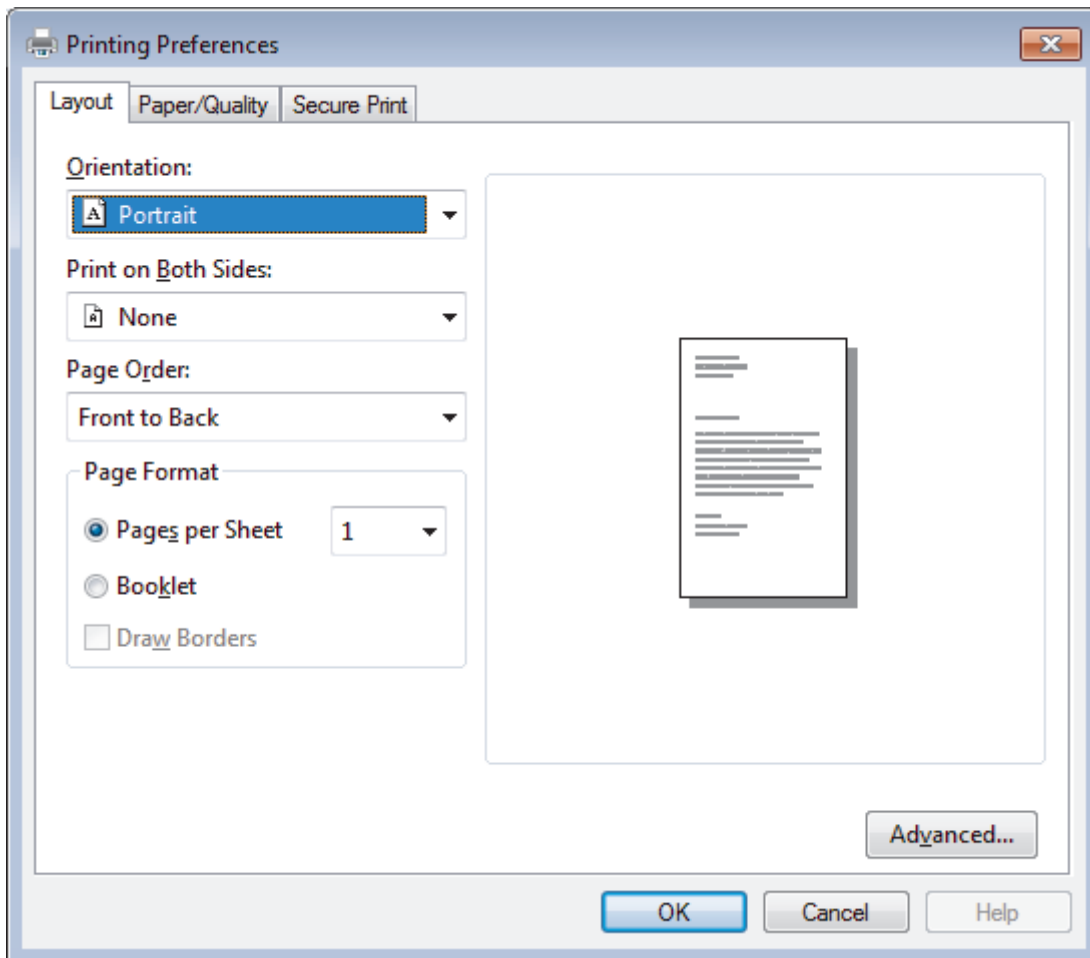 Printing Preferences
Layout Paper/Quality Secure Print
Orientation:
A Portrait
Print on Both Sides:
A None
Page Order:
Front to Back
Page Format
Pages per Sheet 1
Booklet
Draw Borders
Advanced...
OK Cancel Help